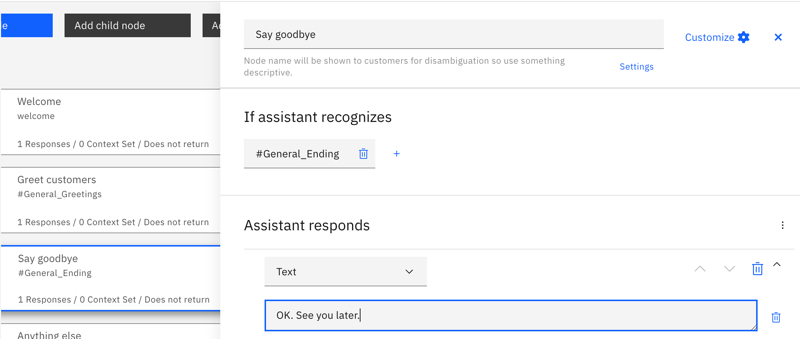 e
Add child node
A
Welcome
welcome
1 Responses / 0 Context Set / Does not return
Greet customers
#General_Greetings
1 Responses / 0 Context Set / Does not return
Say goodbye
#General_Ending
1 Responses / 0 Context Set / Does not return
Anything else
Say goodbye
Customize
Node name will be shown to customers for disambiguation so use something
descriptive.
Settings
If assistant recognizes
#General_Ending
Assistant responds
Text
OK. See you later.